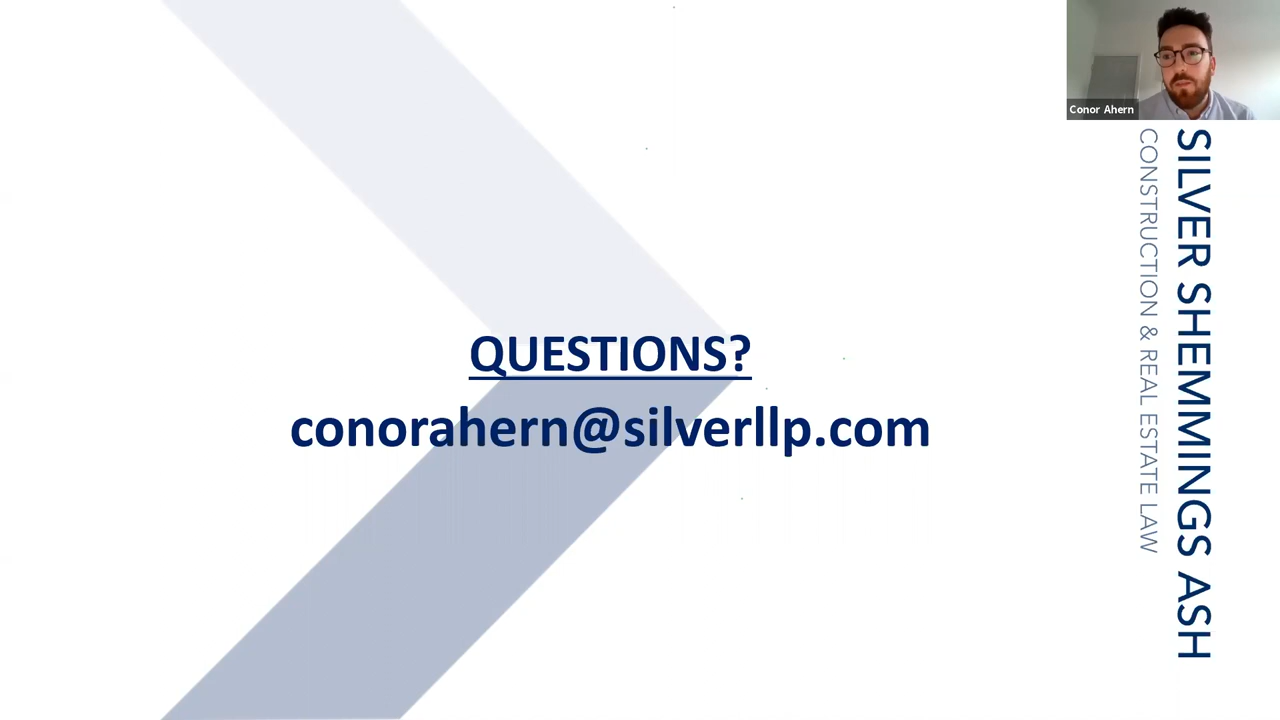 Conor Ahern
QUESTIONS?
conorahern@silverllp.com
SILVER SHEMMINGS ASH
CONSTRUCTION & REAL ESTATE LAW